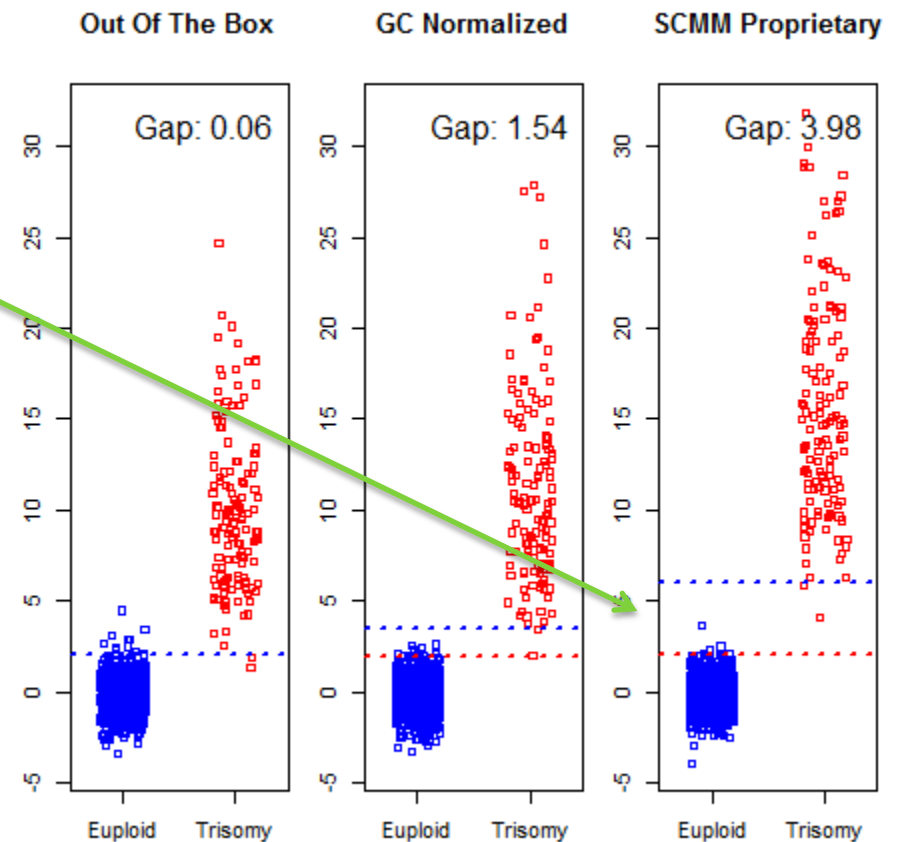 Out Of The Box
GC Normalized
SCMM Proprietary
Gap: 0.06
Gap: 1.54
Gap: 3.98
30
25
20
15
10
5
0
-5
30
25
20
15
10
5
0
-5
30
25
20
15
10
5
0
-5
Euploid
Trisomy
Euploid
Trisomy
Euploid
Trisomy